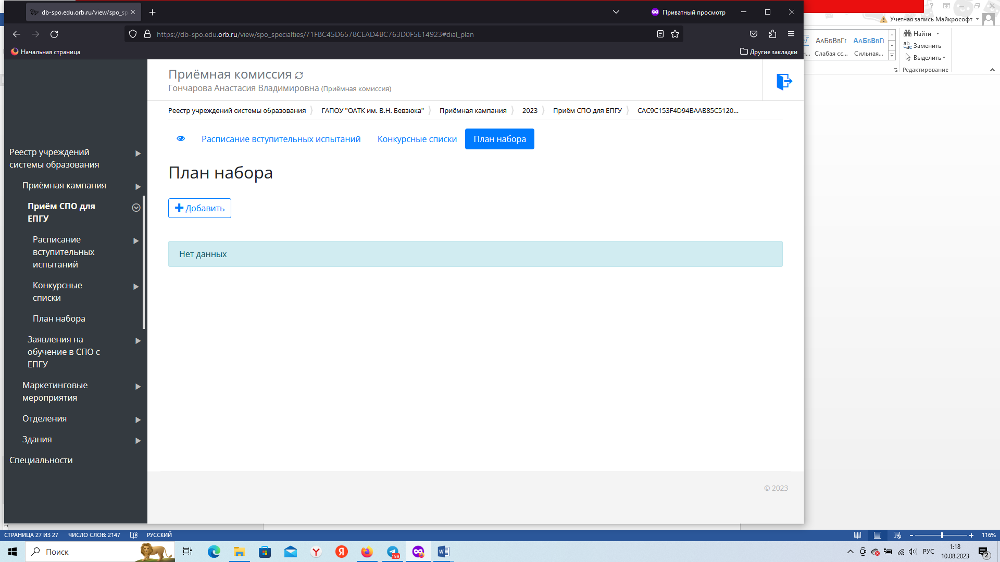 db-spo.edu.orb.ru/view/spo_sp
Приватный просмотр
https://db-spo.edu.orb.ru/view/spo_specialties/71FBC45D6578CEAD4BC763D0F5E14923#dial_plan
Начальная страница
Другие закладки
Учетная запись Майкрософт
АаБбВвГг АаБбВвГг
Слабая сс... Сильная...
Найти
Заменить
Выделить
Редактирование
Приёмная комиссия
Гончарова Анастасия Владимировна (Приёмная комиссия)
Реестр учреждений системы образования
ГАПОУ "ОАТК им. В.Н. Бевзюка"
Приёмная кампания
2023
Приём СПО для ЕПГУ
CAC9C153F4D94BAAB85C5120...
Расписание вступительных испытаний
Конкурсные списки
План набора
План набора
Добавить
Нет данных
© 2023
Реестр учреждений
системы образования
Приёмная кампания
Приём СПО для
ЕПГУ
Расписание
вступительных
испытаний
Конкурсные
списки
План набора
Заявления на
обучение в СПО с
ЕПГУ
Маркетинговые
мероприятия
Отделения
Здания
Специальности
СТРАНИЦА 27 ИЗ 27
ЧИСЛО СЛОВ: 2147
РУССКИЙ
116%
Поиск
199
РУС
1:18
10.08.2023
2